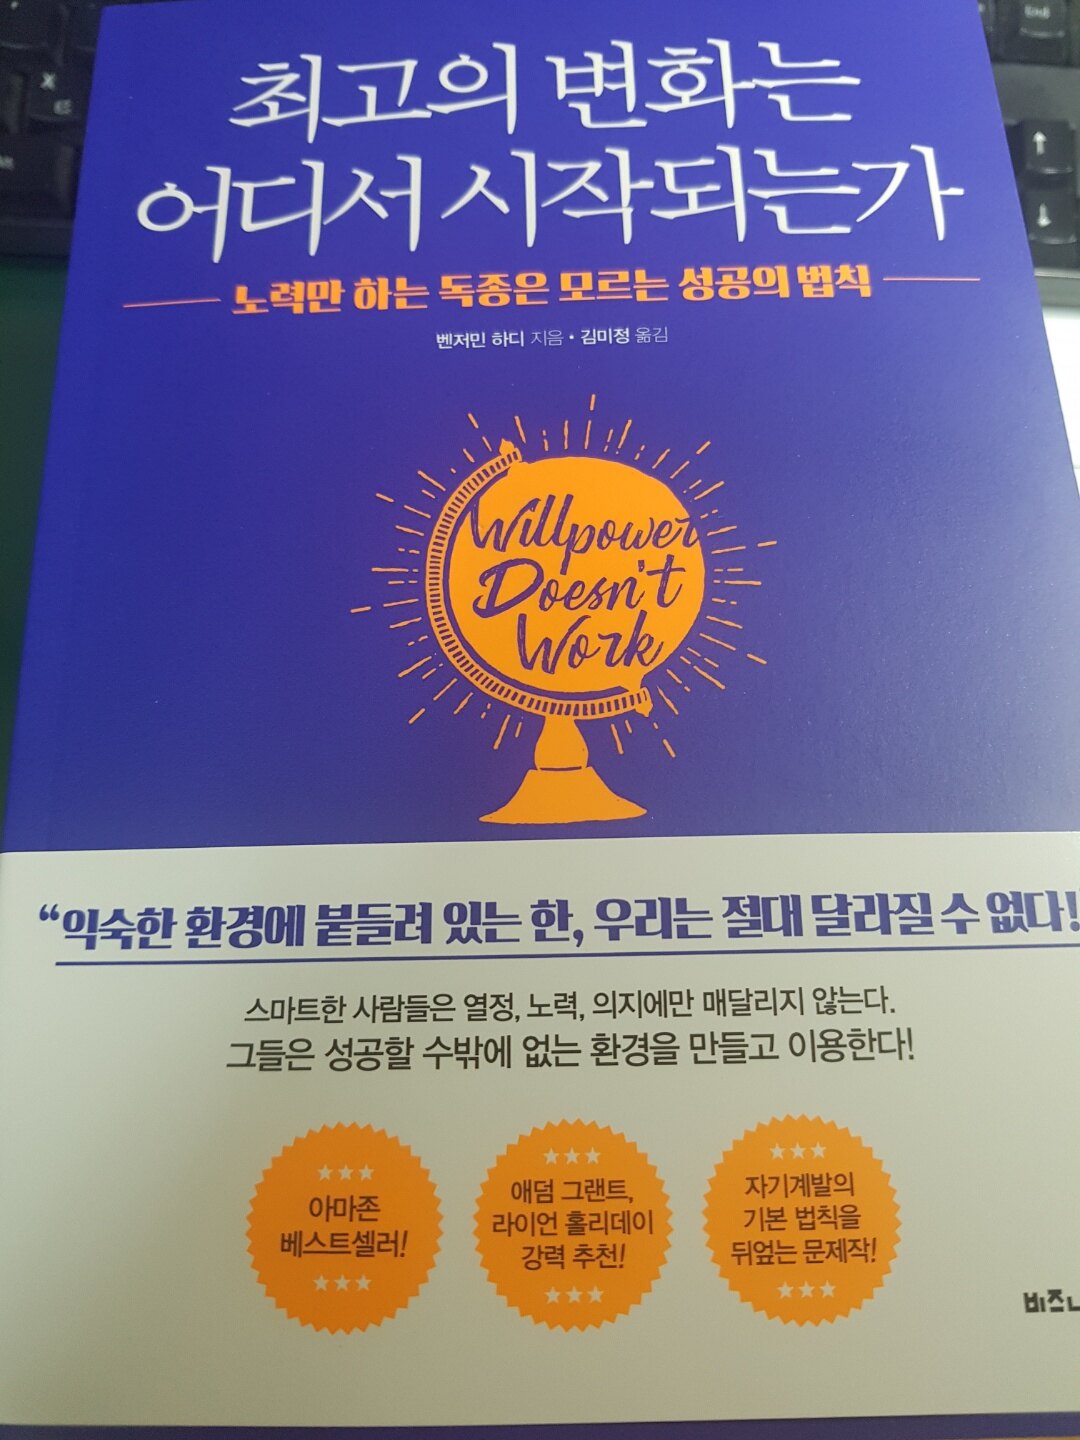 최고의 변화는
어디서 시작되는가
노력만 하는 독종은 모르는 성공의 법칙
벤저민 하디 지음 • 김미정 옮김
Willpower
Doesn't
Work
“익숙한 환경에 붙들려 있는 한, 우리는 절대 달라질 수 없다!
스마트한 사람들은 열정, 노력, 의지에만 매달리지 않는다.
그들은 성공할 수밖에 없는 환경을 만들고 이용한다!
아마존
베스트셀러!
애덤 그랜트,
라이언 홀리데이
강력 추천!
자기계발의
기본 법칙을
뒤엎는 문제작!
비즈니
End
X
ㅌ
↑
↓